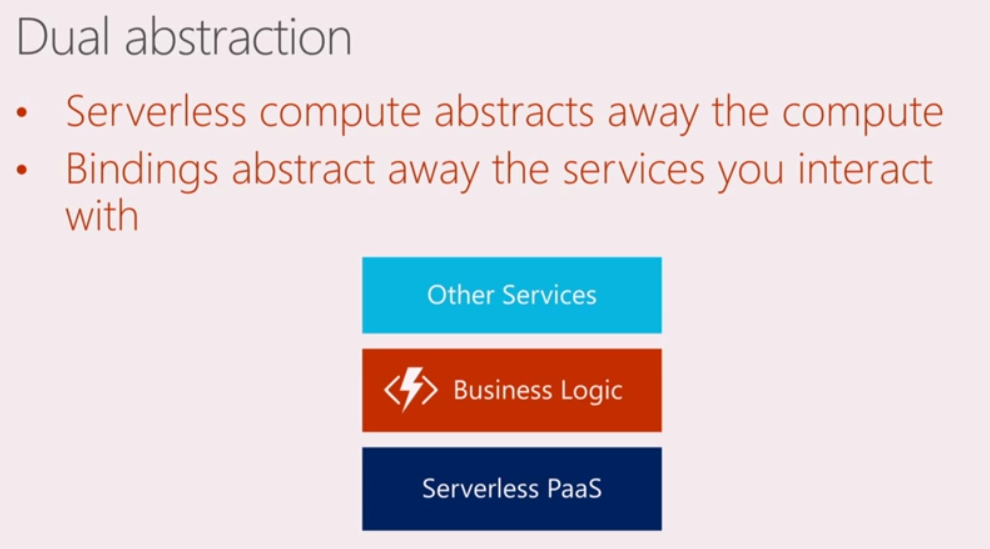 Dual abstraction
• Serverless compute abstracts away the compute
• Bindings abstract away the services you interact
with
Other Services
Business Logic
Serverless PaaS